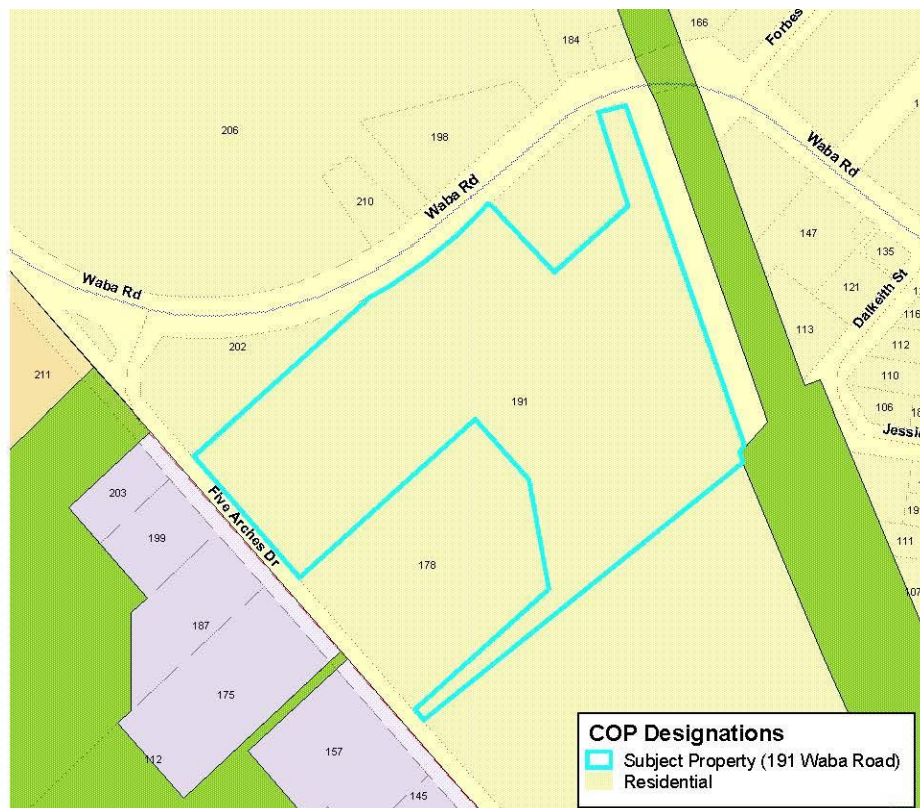 166
184
Forbes
206
198
Waba Rd
210
Waba Rd
147
135
Waba Rd
121
Dalkeith St
116
202
113
112
211
110
191
106
Jessie
203
Five Arches Dr
199
111
178
107
187
175
112
157
145
COP Designations
Subject Property (191 Waba Road)
Residential